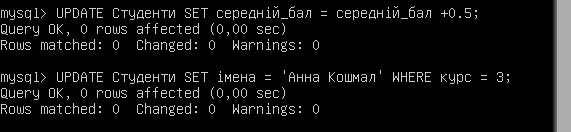 mysql> UPDATE Студенти SET середній_бал = середній_бал +0.5;
Query OK, 0 rows affected (0,00 sec)
Rows matched: 0  Changed: 0  Warnings: 0
mysql> UPDATE Студенти SET імена = 'Анна Кошмал' WHERE курс = 3;
Query OK, 0 rows affected (0,00 sec)
Rows matched: 0  Changed: 0  Warnings: 0